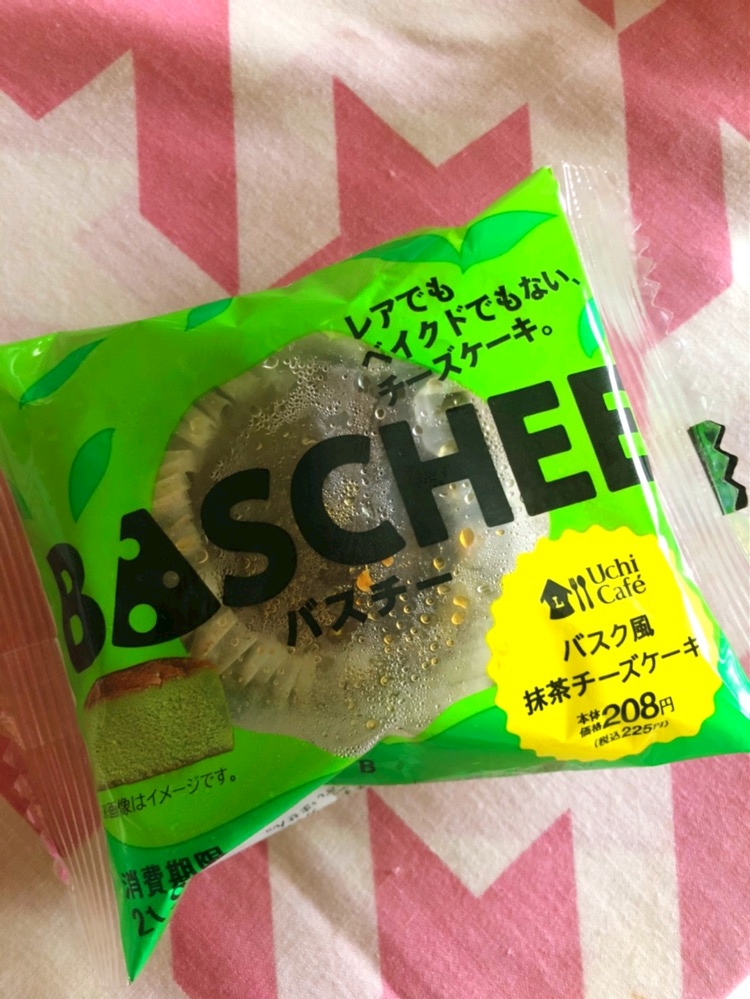 レアでも
ベイクドでもない、
チーズケーキ。
BASCHEE
バスチー
Uchi
Café
バスク風
抹茶チーズケーキ
本体
価格208円
(税込225円)
画像はイメージです。
消費期限